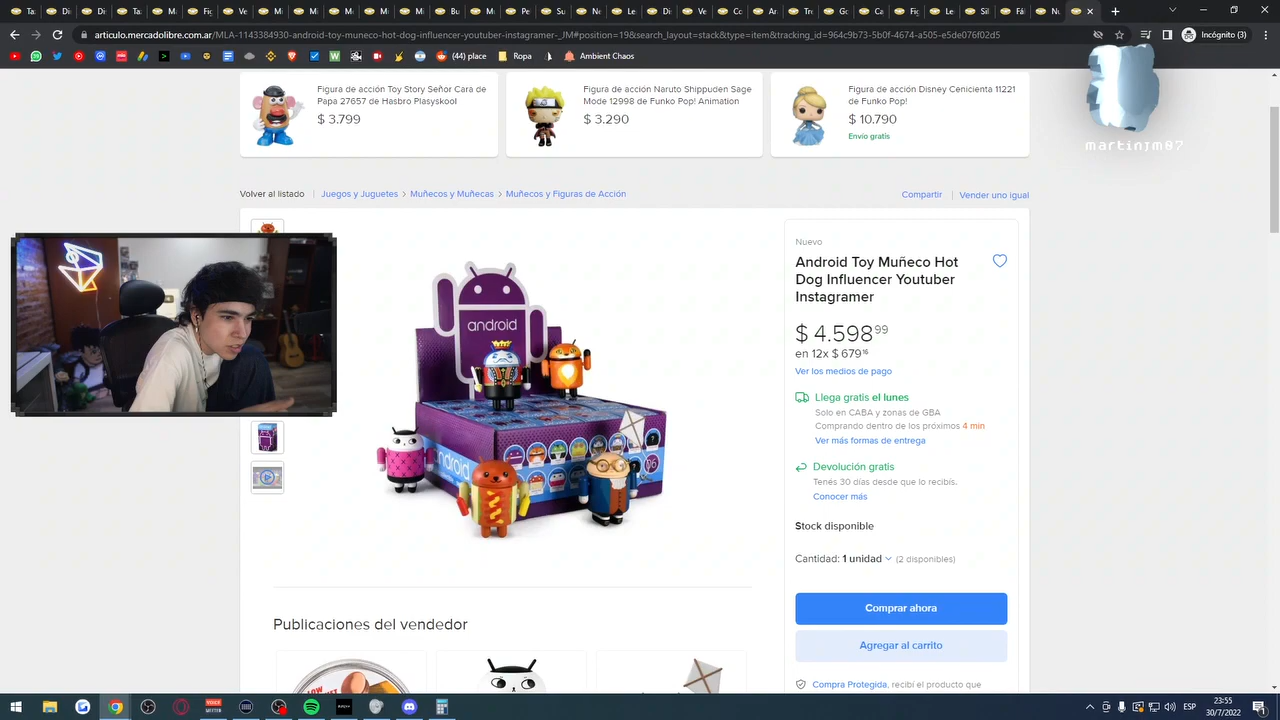 Ta
Yo
Di
Su
Le
articulo.mercadolibre.com.ar/MLA-1143384930-android-toy-muneco-hot-dog-influencer-youtuber-instagramer-_JM#position=19&search_layout=stack&type=item&tracking_id=964c9b73-5b0f-4674-a505-e5de076f02d5
Incógnito (3)
(44) place
Ropa
Ambient Chaos
Figura de acción Toy Story Señor Cara de
Papa 27657 de Hasbro Playskool
$ 3.799
Figura de acción Naruto Shippuden Sage
Mode 12998 de Funko Pop! Animation
$ 3.290
Figura de acción Disney Cenicienta 11221
de Funko Pop!
$ 10.790
Envío gratis
martinjm07
Volver al listado
Juegos y Juguetes > Muñecos y Muñecas > Muñecos y Figuras de Acción
Compartir
Vender uno igual
Nuevo
Android Toy Muñeco Hot
Dog Influencer Youtuber
Instagramer
$ 4.598 99
en 12x $ 679 16
Ver los medios de pago
Llega gratis el lunes
Solo en CABA y zonas de GBA
Comprando dentro de los próximos 4 min
Ver más formas de entrega
Devolución gratis
Tenés 30 días desde que lo recibís.
Conocer más
Stock disponible
Cantidad: 1 unidad (2 disponibles)
Comprar ahora
Agregar al carrito
Compra Protegida, recibí el producto que
android
android
?
Publicaciones del vendedor
LOW
ESP
23:55
30/7/2022